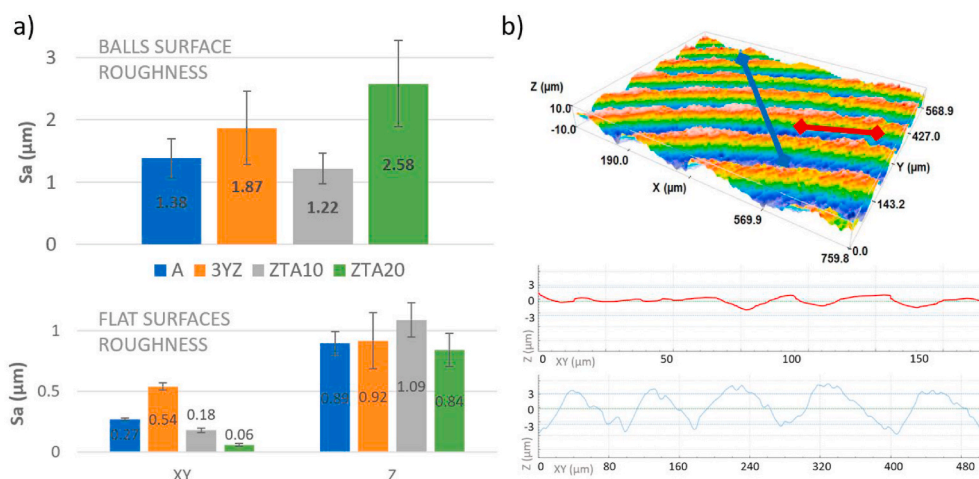 a)
BALLS SURFACE
ROUGHNESS
3
2
1
0
Sa (µm)
1.38
1.87
1.22
2.58
A 3YZ ZTA10 ZTA20
FLAT SURFACES
ROUGHNESS
1
0.5
0
Sa (µm)
0.27
0.54
0.18
0.06
0.89
0.92
1.09
0.84
XY Z
b)
Z (µm)
10.0
-10.0
190.0
X (µm)
569.9
759.8
0.0
143.2
Y (µm)
427.0
568.9
3
0
-3
Z (µm)
0 XY (µm) 50 100 150
3
0
-3
Z (µm)
0 XY (µm) 80 160 240 320 400 480